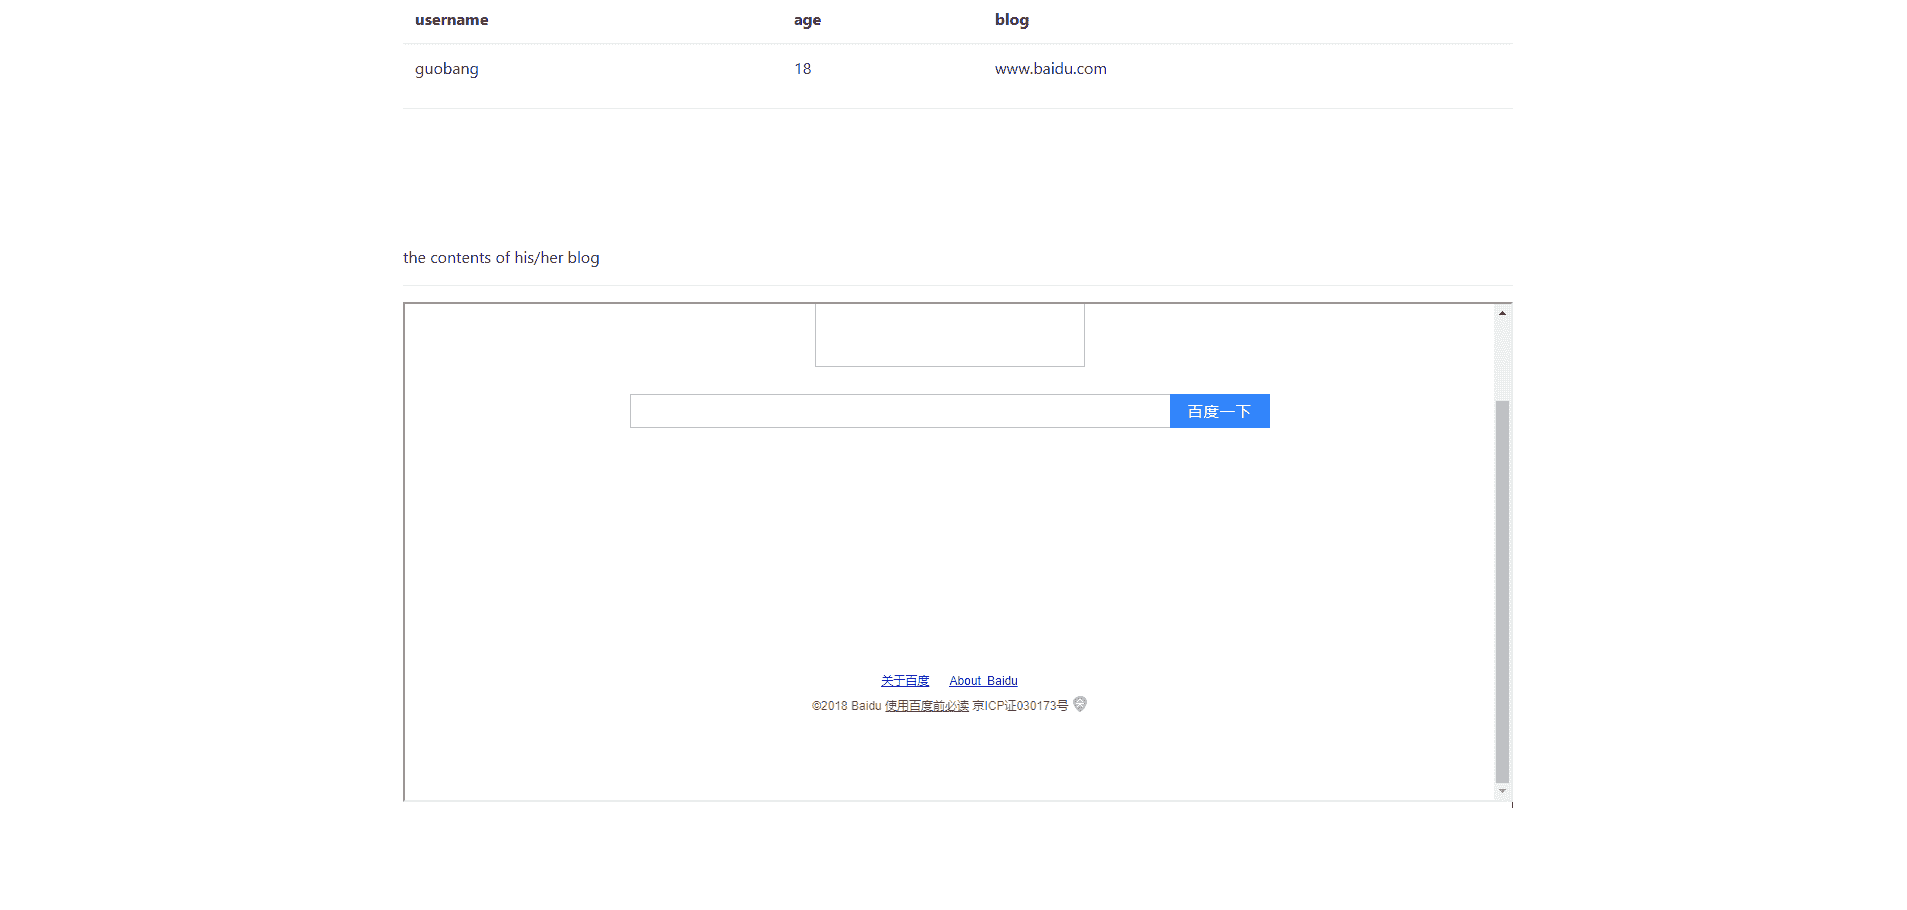 username age blog
guobang 18 www.baidu.com
the contents of his/her blog
百度一下
关于百度 About Baidu
©2018 Baidu 使用百度前必读 京ICP证030173号